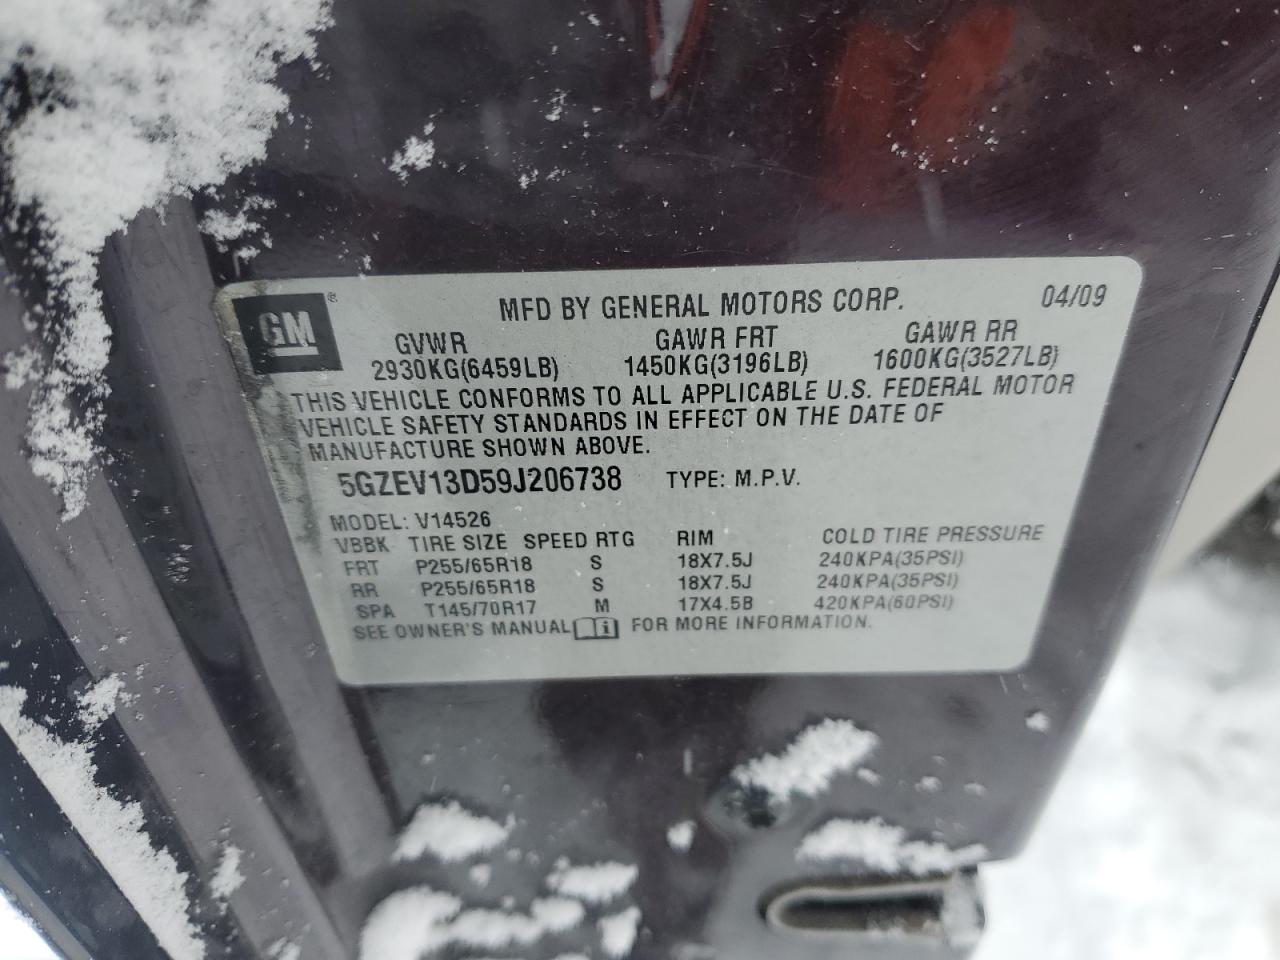 GM®
MFD BY GENERAL MOTORS CORP. 04/09
GVWR GAWR FRT GAWR RR
2930KG(6459LB) 1450KG(3196LB) 1600KG(3527LB)
THIS VEHICLE CONFORMS TO ALL APPLICABLE U.S. FEDERAL MOTOR
VEHICLE SAFETY STANDARDS IN EFFECT ON THE DATE OF
MANUFACTURE SHOWN ABOVE.
5GZEV13D59J206738 TYPE: M.P.V.
MODEL: V14526
VBBK TIRE SIZE SPEED RTG RIM COLD TIRE PRESSURE
FRT P255/65R18 S 18X7.5J 240KPA(35PSI)
RR P255/65R18 S 18X7.5J 240KPA(35PSI)
SPA T145/70R17 M 17X4.5B 420KPA(60PSI)
SEE OWNER'S MANUAL i FOR MORE INFORMATION.